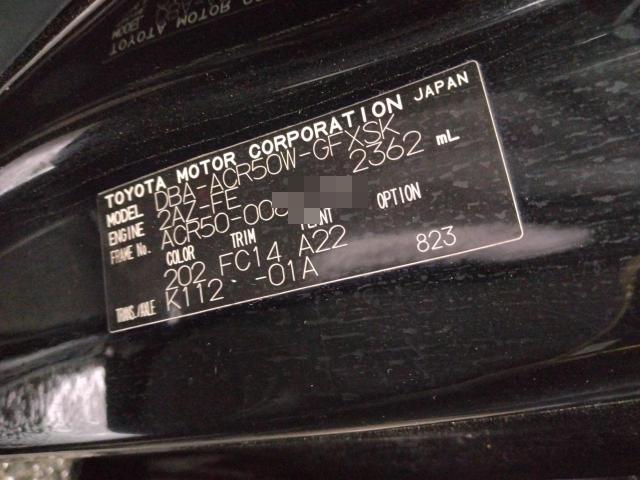 TOYOTA MOTOR CORPORATION JAPAN
MODEL DBA-ACR50W-GFXSK
ENGINE 2AZ-FE 2362 mL
FRAME No. ACR50-00
COLOR TRIM PLANT OPTION
202 FC14 A22 823
TRANS./AXLE K112 -01A